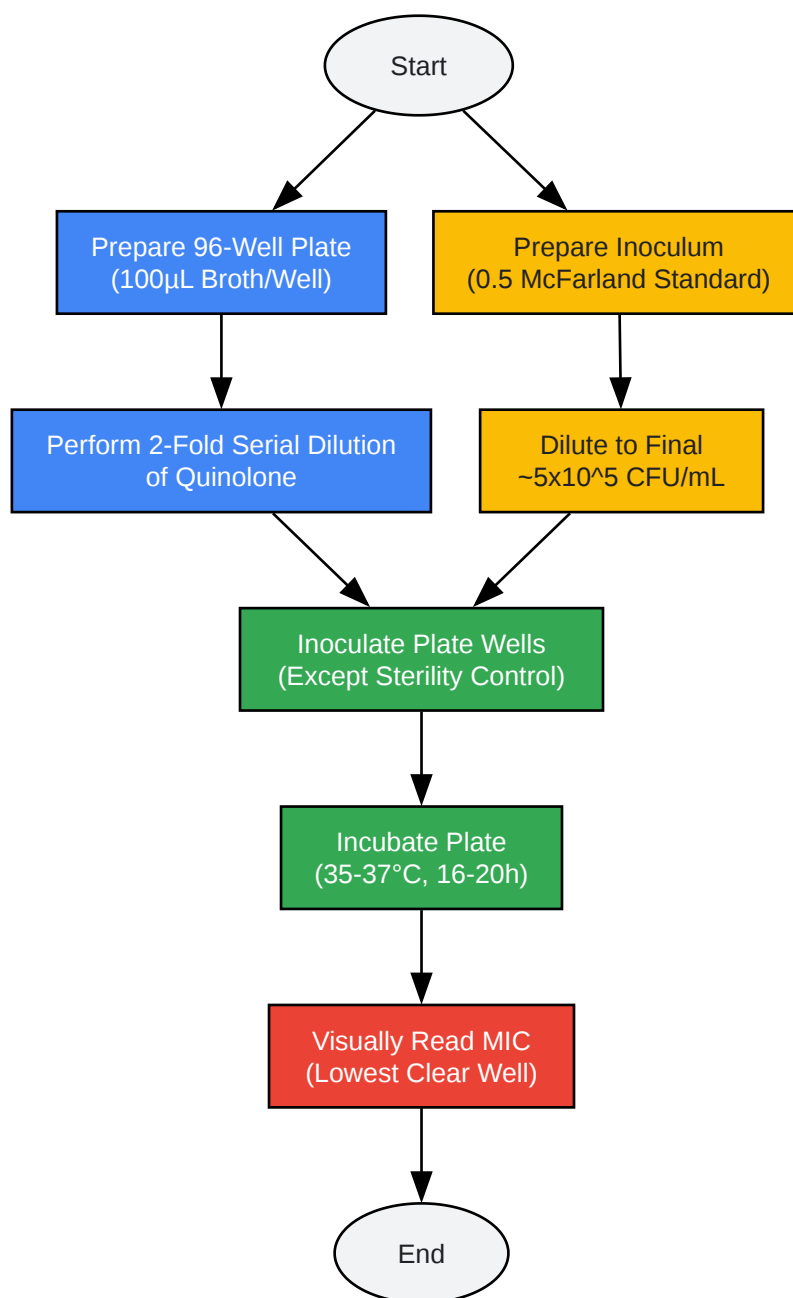 Start
Prepare 96-Well Plate
(100µL Broth/Well)
Prepare Inoculum
(0.5 McFarland Standard)
Perform 2-Fold Serial Dilution
of Quinolone
Dilute to Final
~5x10^5 CFU/mL
Inoculate Plate Wells
(Except Sterility Control)
Incubate Plate
(35-37°C, 16-20h)
Visually Read MIC
(Lowest Clear Well)
End